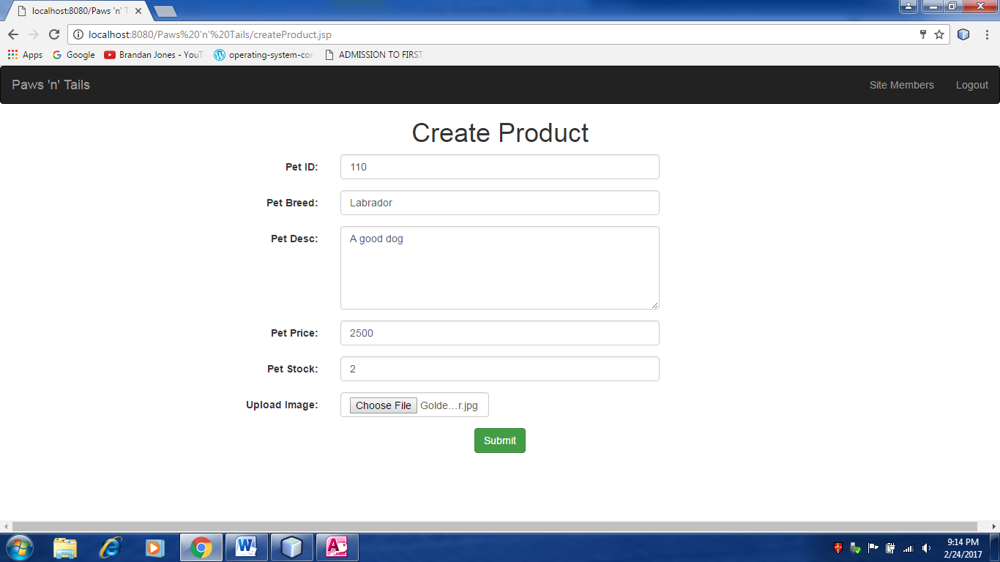 localhost:8080/Paws 'n' T
localhost:8080/Paws%20'n'%20Tails/createProduct.jsp
Apps Google Brandan Jones - YouT operating-system-con ADMISSION TO FIRST
Paws 'n' Tails Site Members Logout
Create Product
Pet ID: 110
Pet Breed: Labrador
Pet Desc: A good dog
Pet Price: 2500
Pet Stock: 2
Upload Image: Choose File Golde...r.jpg
Submit
9:14 PM
2/24/2017